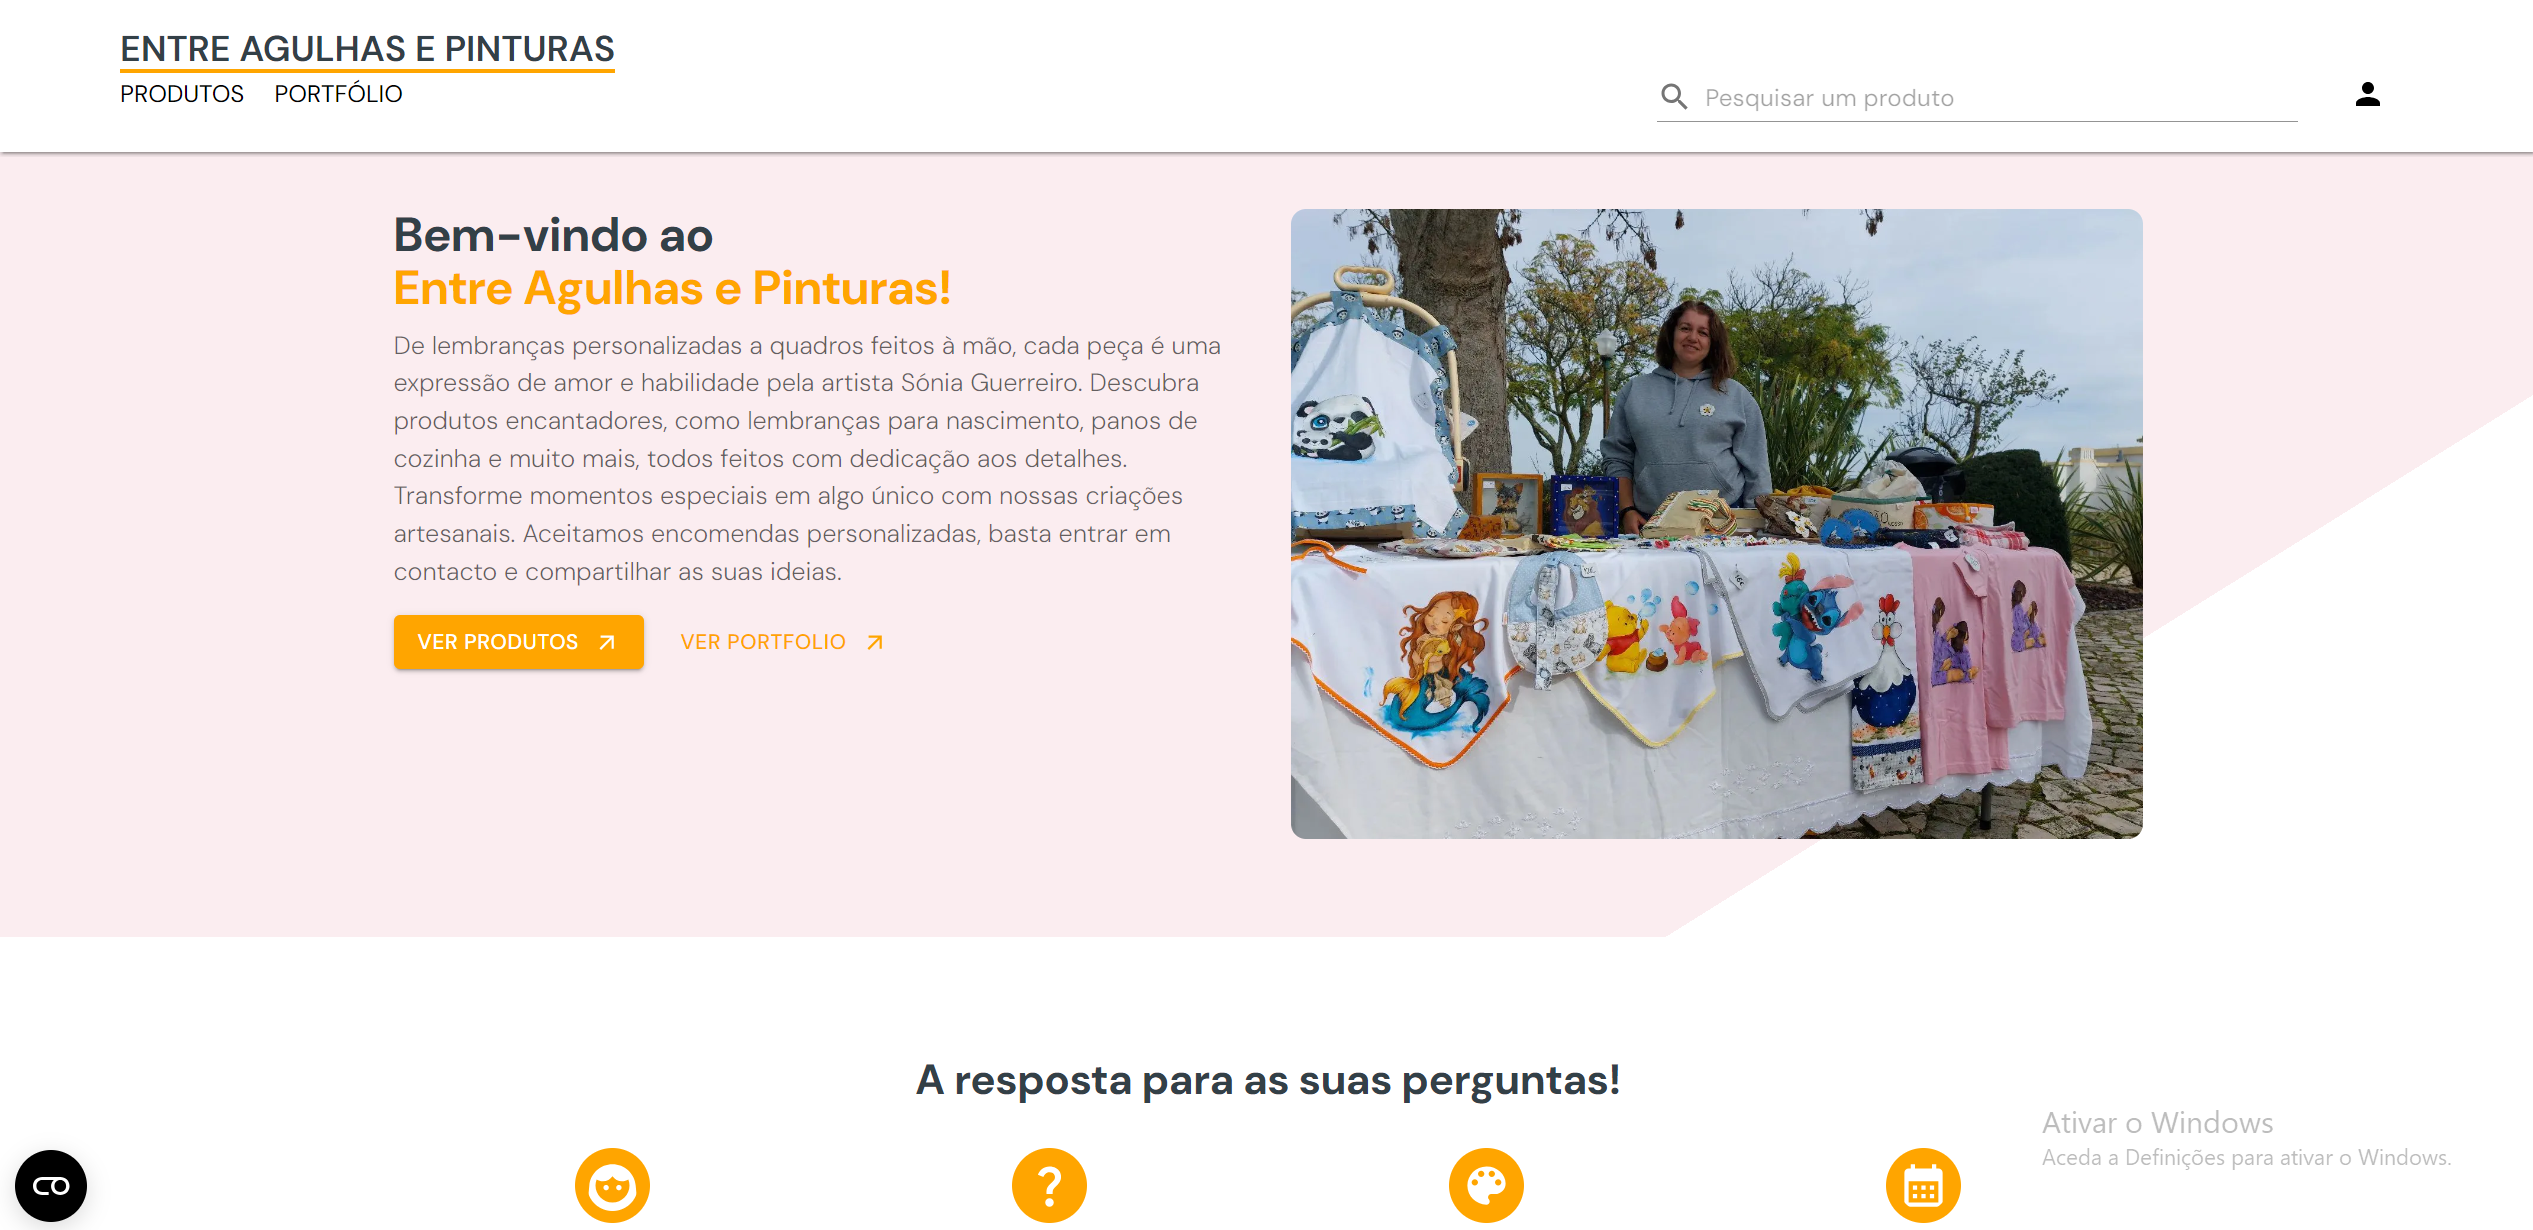 ENTRE AGULHAS E PINTURAS
PRODUTOS PORTFÓLIO
Pesquisar um produto
Bem-vindo ao
Entre Agulhas e Pinturas!
De lembranças personalizadas a quadros feitos à mão, cada peça é uma
expressão de amor e habilidade pela artista Sónia Guerreiro. Descubra
produtos encantadores, como lembranças para nascimento, panos de
cozinha e muito mais, todos feitos com dedicação aos detalhes.
Transforme momentos especiais em algo único com nossas criações
artesanais. Aceitamos encomendas personalizadas, basta entrar em
contacto e compartilhar as suas ideias.
VER PRODUTOS
VER PORTFOLIO
A resposta para as suas perguntas!
Ativar o Windows
Aceda a Definições para ativar o Windows.